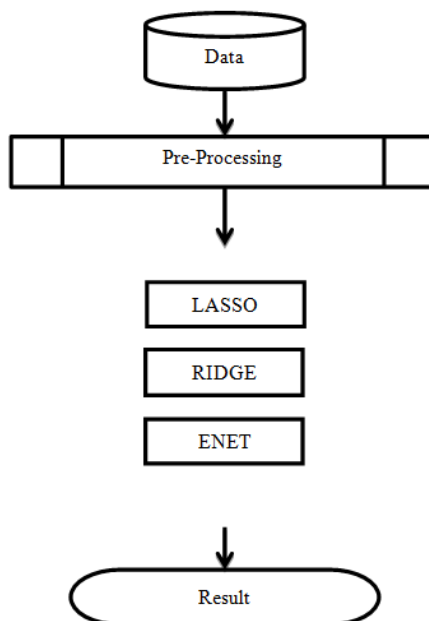 Data
Pre-Processing
LASSO
RIDGE
ENET
Result